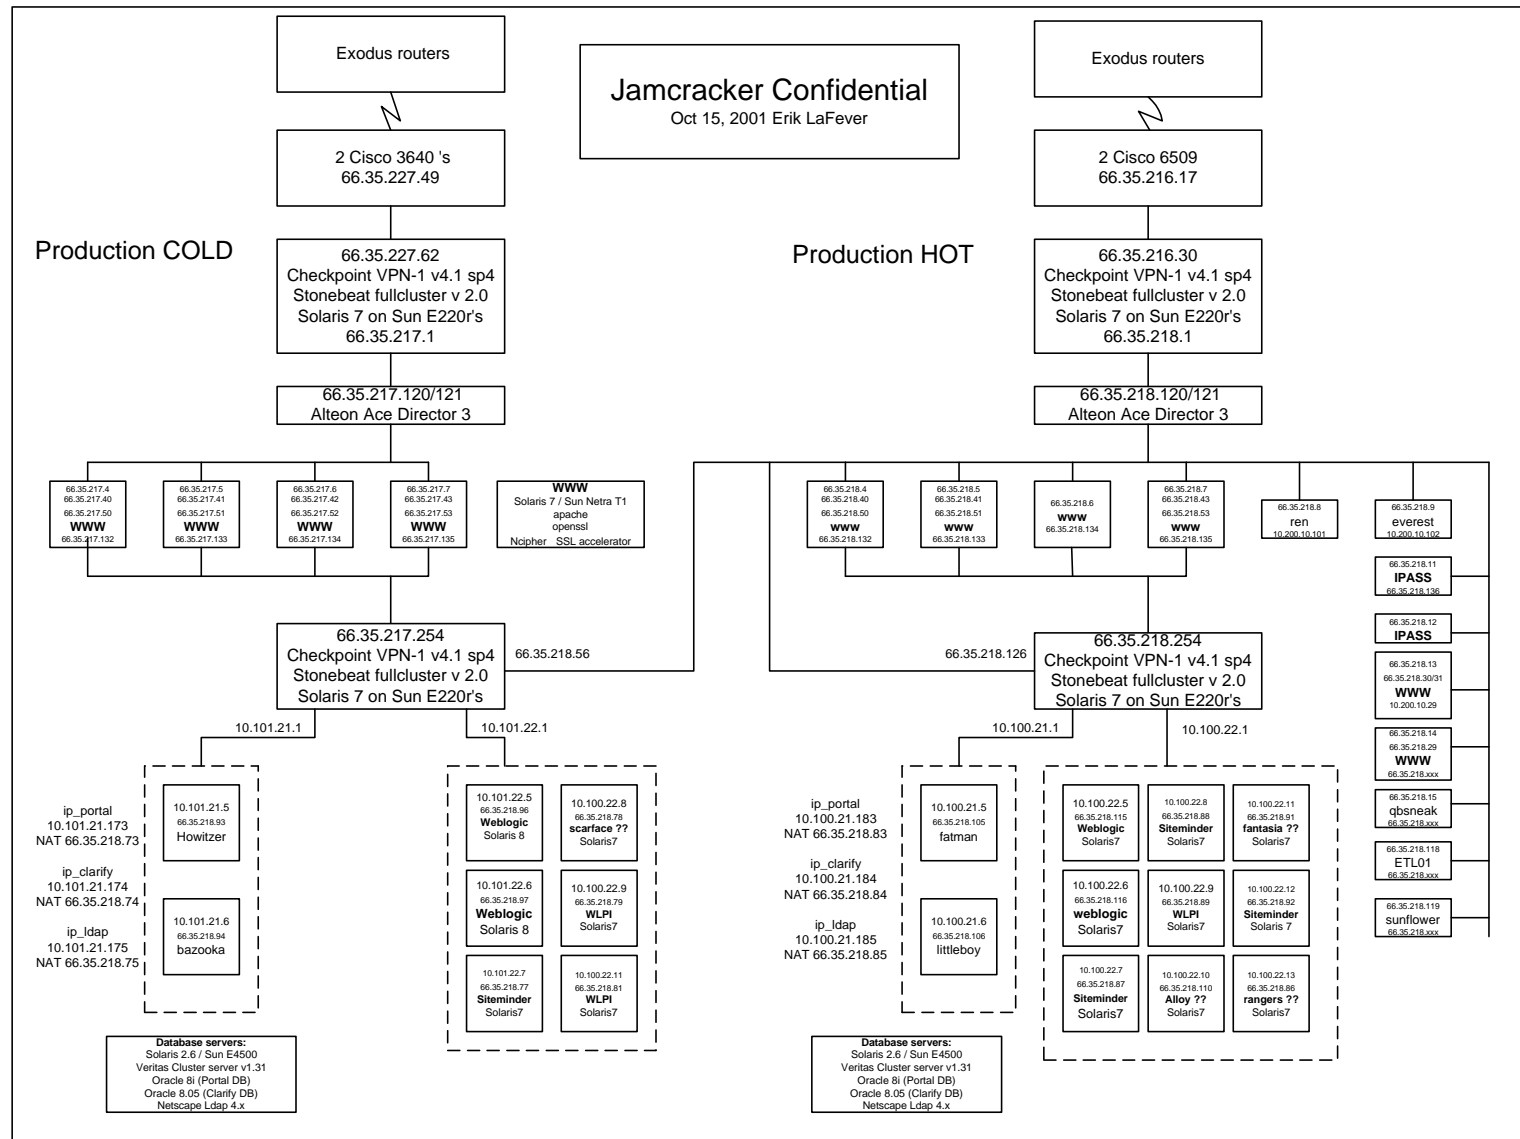 Exodus routers
Jamcracker Confidential
Oct 15, 2001 Erik LaFever
Exodus routers
2 Cisco 3640 's
66.35.227.49
2 Cisco 6509
66.35.216.17
Production COLD
66.35.227.62
Checkpoint VPN-1 v4.1 sp4
Stonebeat fullcluster v 2.0
Solaris 7 on Sun E220r's
66.35.217.1
Production HOT
66.35.216.30
Checkpoint VPN-1 v4.1 sp4
Stonebeat fullcluster v 2.0
Solaris 7 on Sun E220r's
66.35.218.1
66.35.217.120/121
Alteon Ace Director 3
66.35.218.120/121
Alteon Ace Director 3
66.35.217.4
66.35.217.40
66.35.217.50
WWW
66.35.217.132
66.35.217.5
66.35.217.41
66.35.217.51
WWW
66.35.217.133
66.35.217.6
66.35.217.42
66.35.217.52
WWW
66.35.217.134
66.35.217.7
66.35.217.43
66.35.217.53
WWW
66.35.217.135
WWW
Solaris 7 / Sun Netra T1
apache
openssl
Ncipher SSL accelerator
66.35.218.4
66.35.218.40
66.35.218.50
www
66.35.218.132
66.35.218.5
66.35.218.41
66.35.218.51
www
66.35.218.133
66.35.218.6
www
66.35.218.134
66.35.218.7
66.35.218.43
66.35.218.53
www
66.35.218.135
66.35.218.8
ren
10.200.10.101
66.35.218.9
everest
10.200.10.102
66.35.218.11
IPASS
66.35.218.136
66.35.218.12
IPASS
66.35.218.13
66.35.218.30/31
WWW
10.200.10.29
66.35.218.14
66.35.218.29
WWW
66.35.218.xxx
66.35.218.15
qbsneak
66.35.218.xxx
66.35.218.118
ETL01
66.35.218.xxx
66.35.218.119
sunflower
66.35.218.xxx
66.35.217.254
Checkpoint VPN-1 v4.1 sp4
Stonebeat fullcluster v 2.0
Solaris 7 on Sun E220r's
66.35.218.56
66.35.218.126
66.35.218.254
Checkpoint VPN-1 v4.1 sp4
Stonebeat fullcluster v 2.0
Solaris 7 on Sun E220r's
10.101.21.1
10.101.22.1
10.100.21.1
10.100.22.1
ip_portal
10.101.21.173
NAT 66.35.218.73
ip_clarify
10.101.21.174
NAT 66.35.218.74
ip_ldap
10.101.21.175
NAT 66.35.218.75
10.101.21.5
66.35.218.93
Howitzer
10.101.21.6
66.35.218.94
bazooka
10.101.22.5
66.35.218.96
Weblogic
Solaris 8
10.100.22.8
66.35.218.78
scarface ??
Solaris7
10.101.22.6
66.35.218.97
Weblogic
Solaris 8
10.100.22.9
66.35.218.79
WLPI
Solaris7
10.101.22.7
66.35.218.77
Siteminder
Solaris7
10.100.22.11
66.35.218.81
WLPI
Solaris7
ip_portal
10.100.21.183
NAT 66.35.218.83
ip_clarify
10.100.21.184
NAT 66.35.218.84
ip_ldap
10.100.21.185
NAT 66.35.218.85
10.100.21.5
66.35.218.105
fatman
10.100.21.6
66.35.218.106
littleboy
10.100.22.5
66.35.218.115
Weblogic
Solaris7
10.100.22.8
66.35.218.88
Siteminder
Solaris7
10.100.22.11
66.35.218.91
fantasia ??
Solaris7
10.100.22.6
66.35.218.116
weblogic
Solaris7
10.100.22.9
66.35.218.89
WLPI
Solaris7
10.100.22.12
66.35.218.92
Siteminder
Solaris 7
10.100.22.7
66.35.218.87
Siteminder
Solaris7
10.100.22.10
66.35.218.110
Alloy ??
Solaris7
10.100.22.13
66.35.218.86
rangers ??
Solaris7
Database servers:
Solaris 2.6 / Sun E4500
Veritas Cluster server v1.31
Oracle 8i (Portal DB)
Oracle 8.05 (Clarify DB)
Netscape Ldap 4.x
Database servers:
Solaris 2.6 / Sun E4500
Veritas Cluster server v1.31
Oracle 8i (Portal DB)
Oracle 8.05 (Clarify DB)
Netscape Ldap 4.x